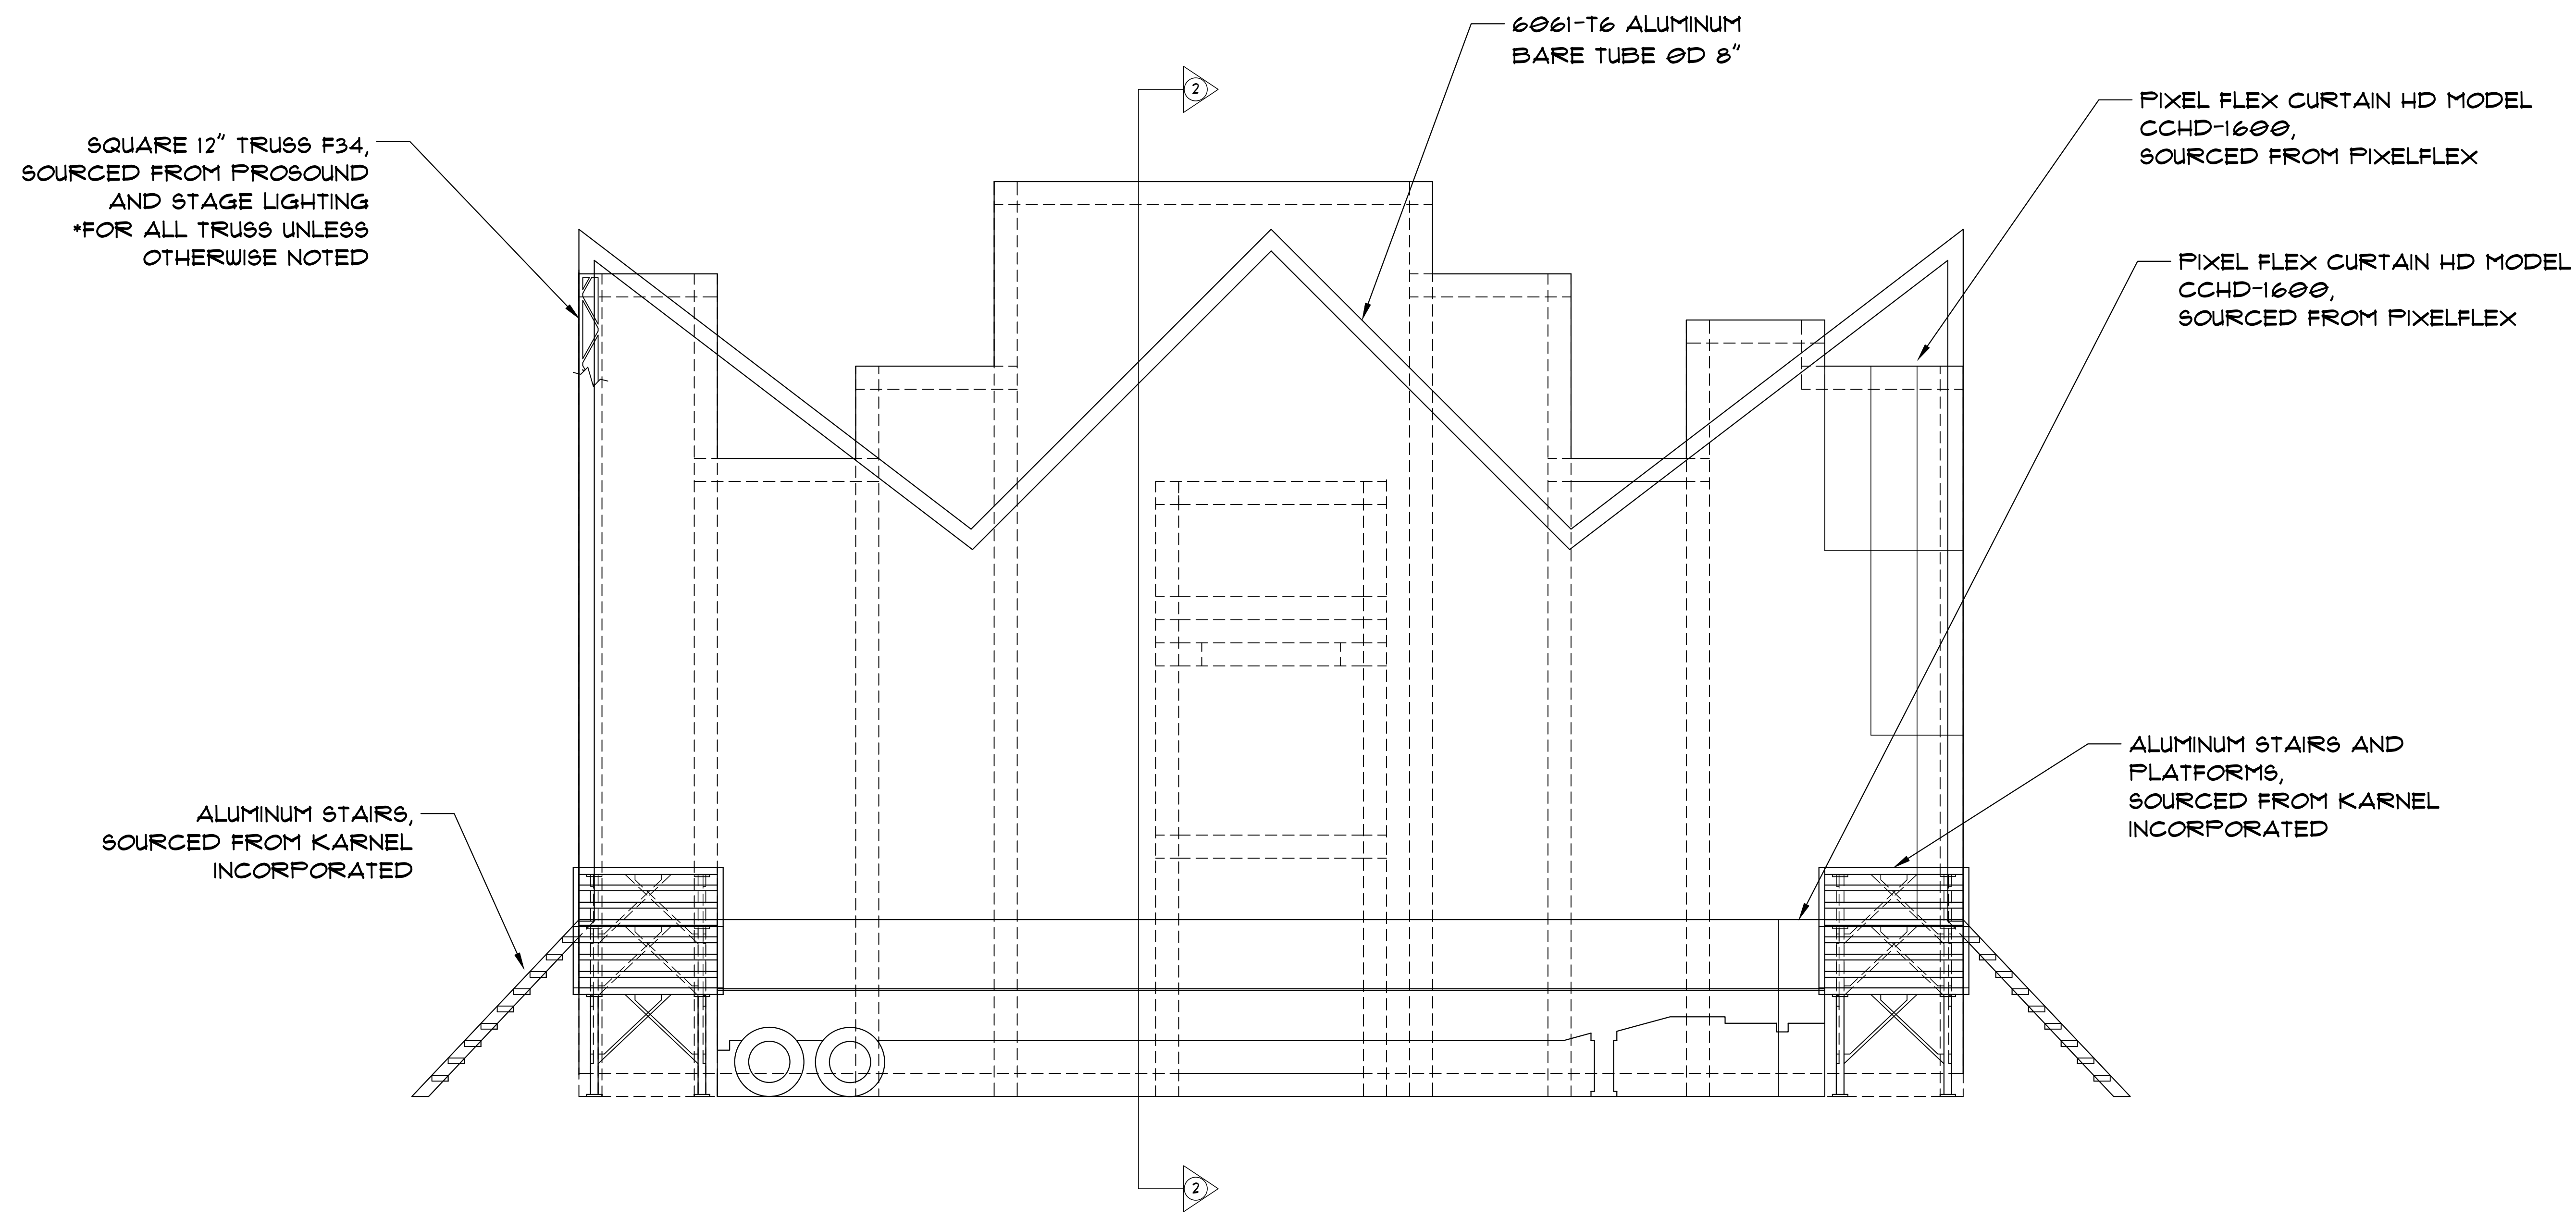 6061-T6 ALUMINUM
BARE TUBE OD 8"
2
PIXEL FLEX CURTAIN HD MODEL
CCHD-1600,
SOURCED FROM PIXELFLEX
SQUARE 12" TRUSS F34,
SOURCED FROM PROSOUND
AND STAGE LIGHTING
*FOR ALL TRUSS UNLESS
OTHERWISE NOTED
PIXEL FLEX CURTAIN HD MODEL
CCHD-1600,
SOURCED FROM PIXELFLEX
ALUMINUM STAIRS AND
PLATFORMS,
SOURCED FROM KARNEL
INCORPORATED
ALUMINUM STAIRS,
SOURCED FROM KARNEL
INCORPORATED
2